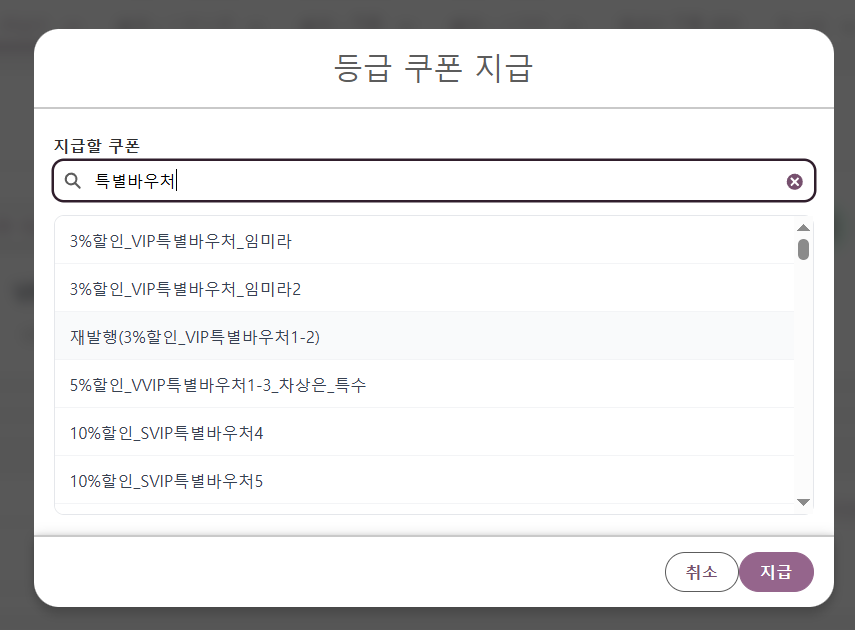 등급 쿠폰 지급
지급할 쿠폰
특별바우처
3%할인_VIP특별바우처_임미라
3%할인_VIP특별바우처_임미라2
재발행(3%할인_VIP특별바우처1-2)
5%할인_VVIP특별바우처1-3_차상은_특수
10%할인_SVIP특별바우처4
10%할인_SVIP특별바우처5
취소
지급